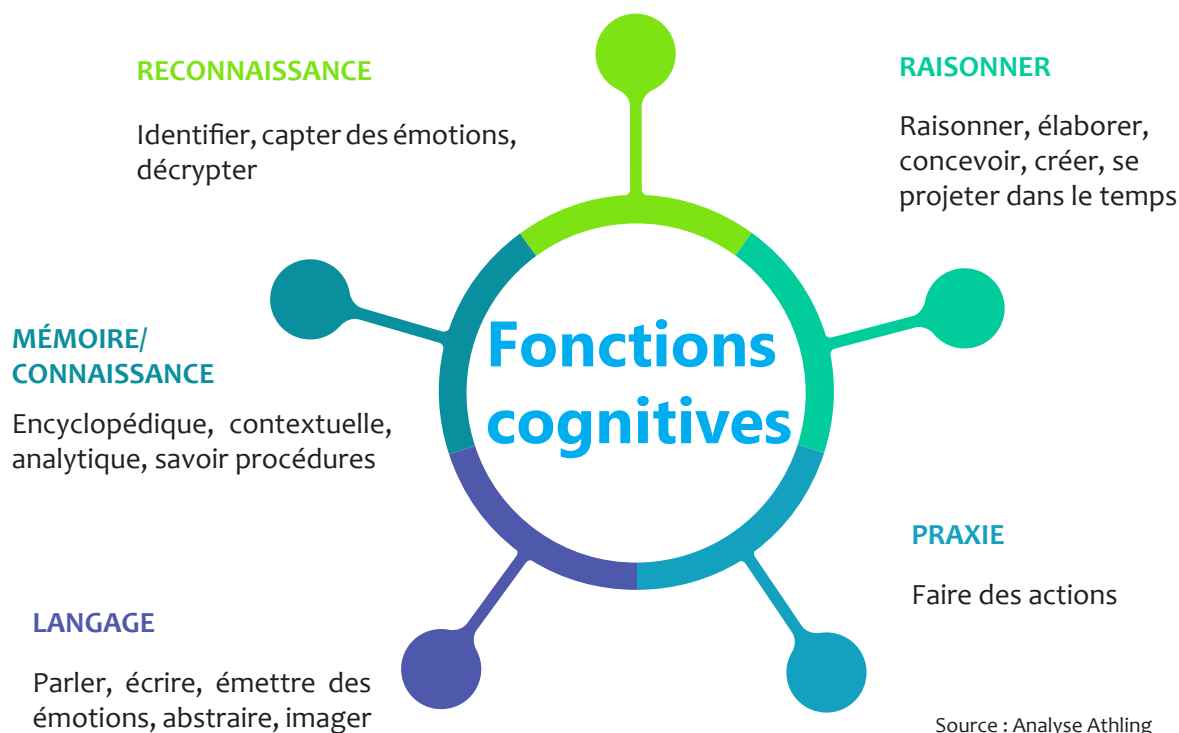 RECONNAISSANCE
Identifier, capter des émotions,
décrypter
RAISONNER
Raisonner, élaborer,
concevoir, créer, se
projeter dans le temps
MÉMOIRE/
CONNAISSANCE
Encyclopédique, contextuelle,
analytique, savoir procédures
Fonctions
cognitives
PRAXIE
Faire des actions
LANGAGE
Parler, écrire, émettre des
émotions, abstraire, imager
Source : Analyse Athling